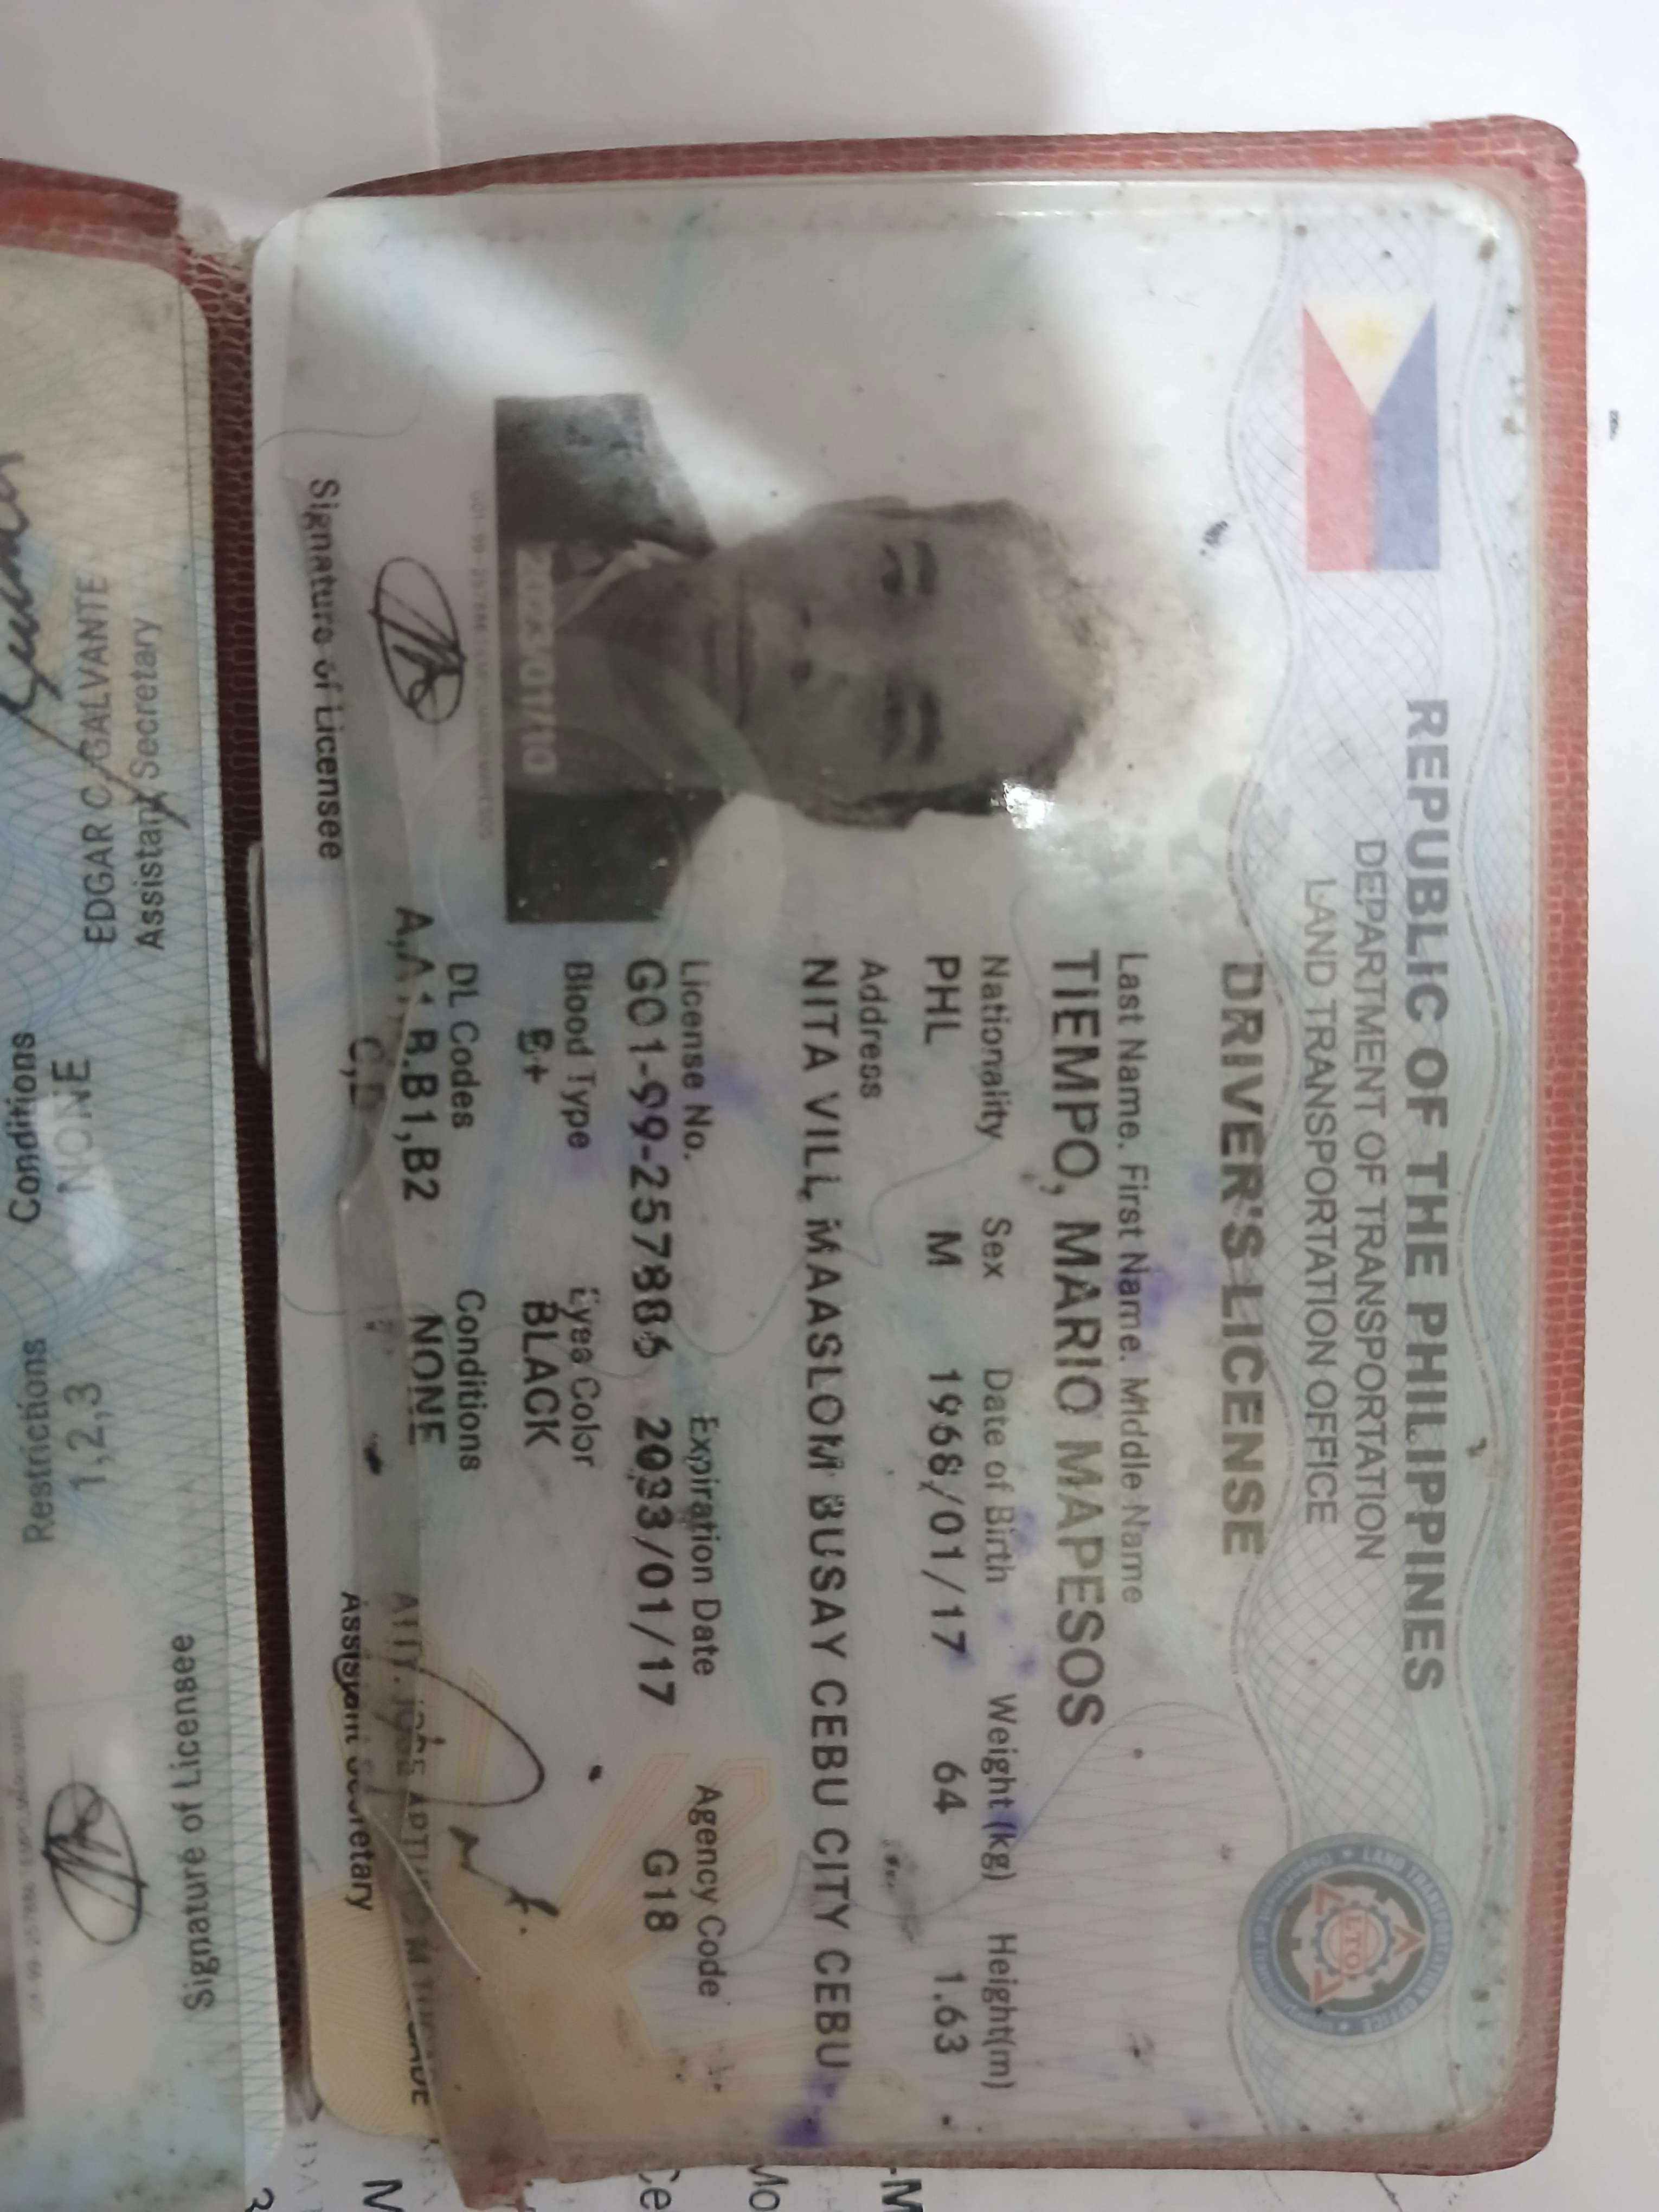 REPUBLIC OF THE PHILIPPINES
DEPARTMENT OF TRANSPORTATION
LAND TRANSPORTATION OFFICE
DRIVER'S LICENSE
LTO
Last Name. First Name. Middle Name
TIEMPO, MARIO MAPESOS
Nationality Sex Date of Birth Weight (kg) Height(m)
PHL M 1968/01/17 64 1.63
Address
NITA VILL, MAASLOM BUSAY CEBU CITY CEBU
License No. Expiration Date Agency Code
G01-99-257886 2033/01/17 G18
Blood Type Eyes Color
B+ BLACK
DL Codes Conditions
A,A1,B,B1,B2 NONE
2023/01/10
Signature of Licensee
Assistant Secretary
EDGAR C. GALVANTE
Assistant Secretary
Conditions
NONE
Restrictions
1,2,3
Signature of Licensee